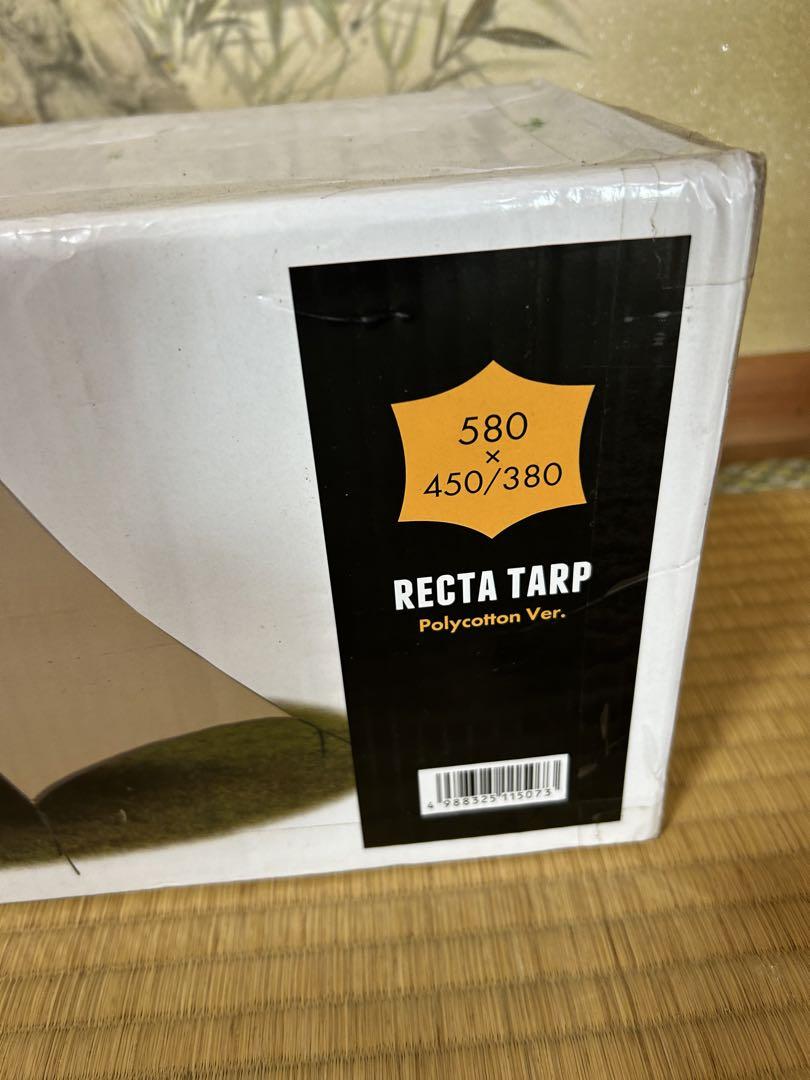 580
×
450/380
RECTA TARP
Polycotton Ver.
4 988325 115073